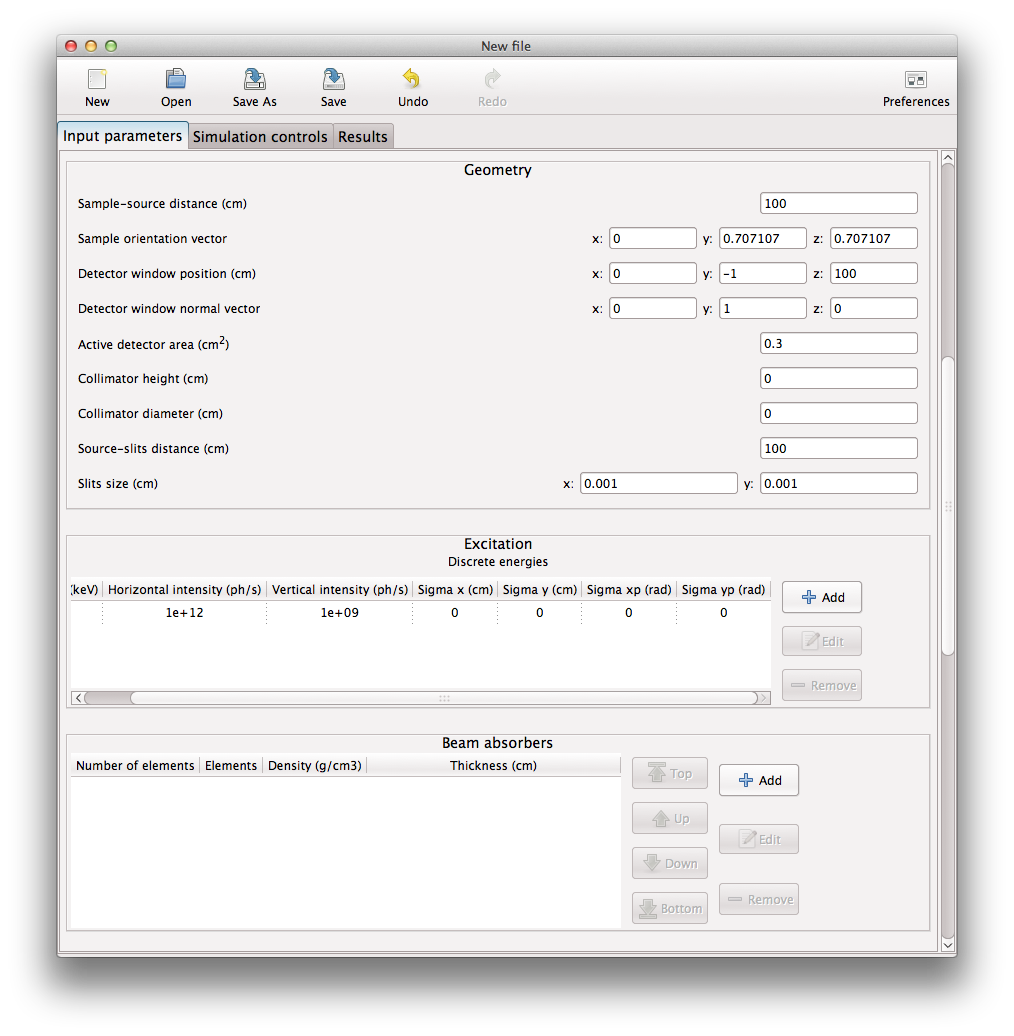 New file
New Open Save As Save Undo Redo Preferences
Input parameters Simulation controls Results
Geometry
Sample-source distance (cm) 100
Sample orientation vector x: 0 y: 0.707107 z: 0.707107
Detector window position (cm) x: 0 y: -1 z: 100
Detector window normal vector x: 0 y: 1 z: 0
Active detector area (cm²) 0.3
Collimator height (cm) 0
Collimator diameter (cm) 0
Source-slits distance (cm) 100
Slits size (cm) x: 0.001 y: 0.001
Excitation
Discrete energies
(keV) Horizontal intensity (ph/s) Vertical intensity (ph/s) Sigma x (cm) Sigma y (cm) Sigma xp (rad) Sigma yp (rad)
1e+12 1e+09 0 0 0 0
Add
Edit
Remove
Beam absorbers
Number of elements Elements Density (g/cm3) Thickness (cm)
Top
Up
Down
Bottom
Add
Edit
Remove